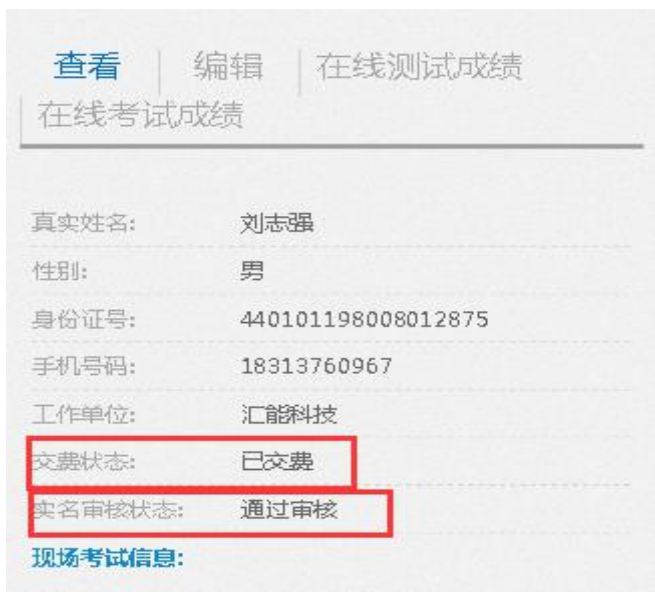 查看 编辑 在线测试成绩
在线考试成绩
真实姓名: 刘志强
性别: 男
身份证号: 440101198008012875
手机号码: 18313760967
工作单位: 汇能科技
交费状态: 已交费
实名审核状态: 通过审核
现场考试信息: